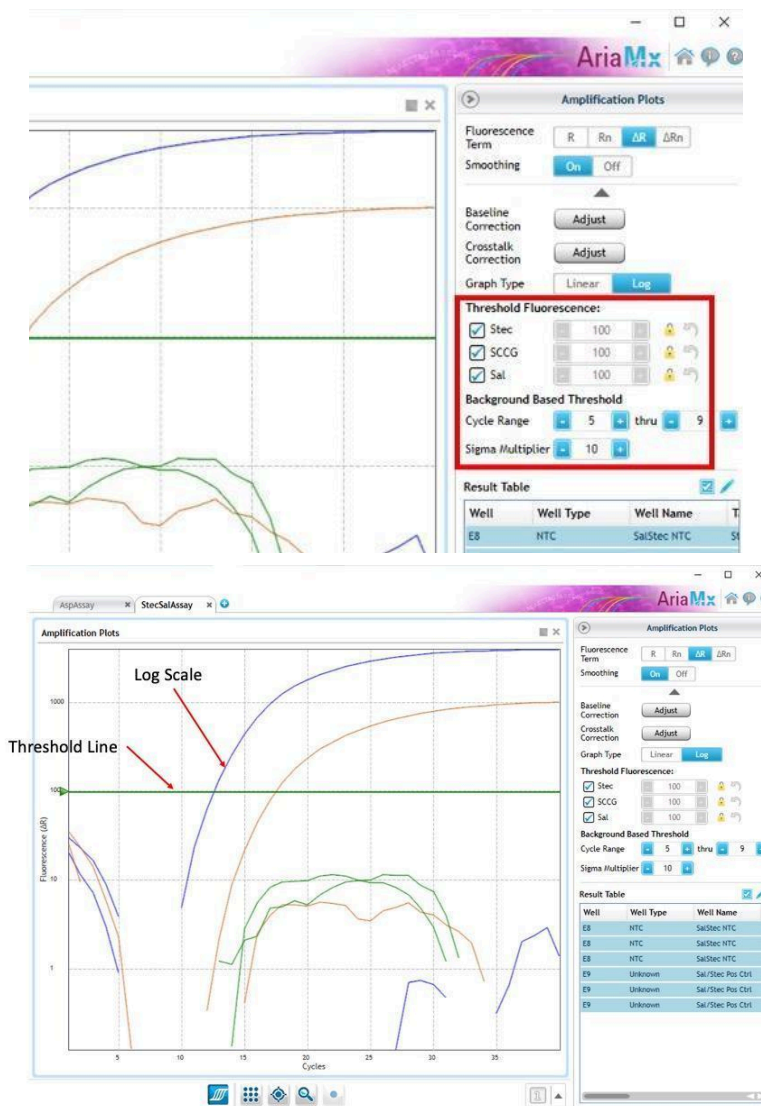 AriaMx
Amplification Plots
Fluorescence Term R Rn ΔR ΔRn
Smoothing On Off
Baseline Correction Adjust
Crosstalk Correction Adjust
Graph Type Linear Log
Threshold Fluorescence:
Stec - 100 +
SCCG - 100 +
Sal - 100 +
Background Based Threshold
Cycle Range - 5 + thru - 9 +
Sigma Multiplier - 10 +
Result Table
Well Well Type Well Name
E8 NTC SalStec NTC
AriaMx
AspAssay StecSalAssay
Amplification Plots
Log Scale
Threshold Line
1000
100
10
1
Fluorescence (ΔR)
5 10 15 20 25 30 35
Cycles
Amplification Plots
Fluorescence Term R Rn ΔR ΔRn
Smoothing On Off
Baseline Correction Adjust
Crosstalk Correction Adjust
Graph Type Linear Log
Threshold Fluorescence:
Stec - 100 +
SCCG - 100 +
Sal - 100 +
Background Based Threshold
Cycle Range - 5 + thru - 9 +
Sigma Multiplier - 10 +
Result Table
Well Well Type Well Name
E8 NTC SalStec NTC
E8 NTC SalStec NTC
E8 NTC SalStec NTC
E9 Unknown Sal/Stec Pos Ctrl
E9 Unknown Sal/Stec Pos Ctrl
E9 Unknown Sal/Stec Pos Ctrl